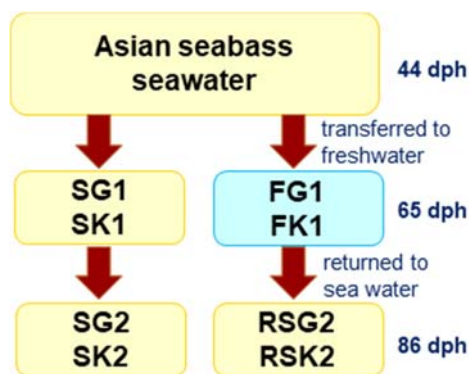 Asian seabass
seawater
44 dph
transferred to
freshwater
SG1
SK1
FG1
FK1
65 dph
returned to
sea water
SG2
SK2
RSG2
RSK2
86 dph